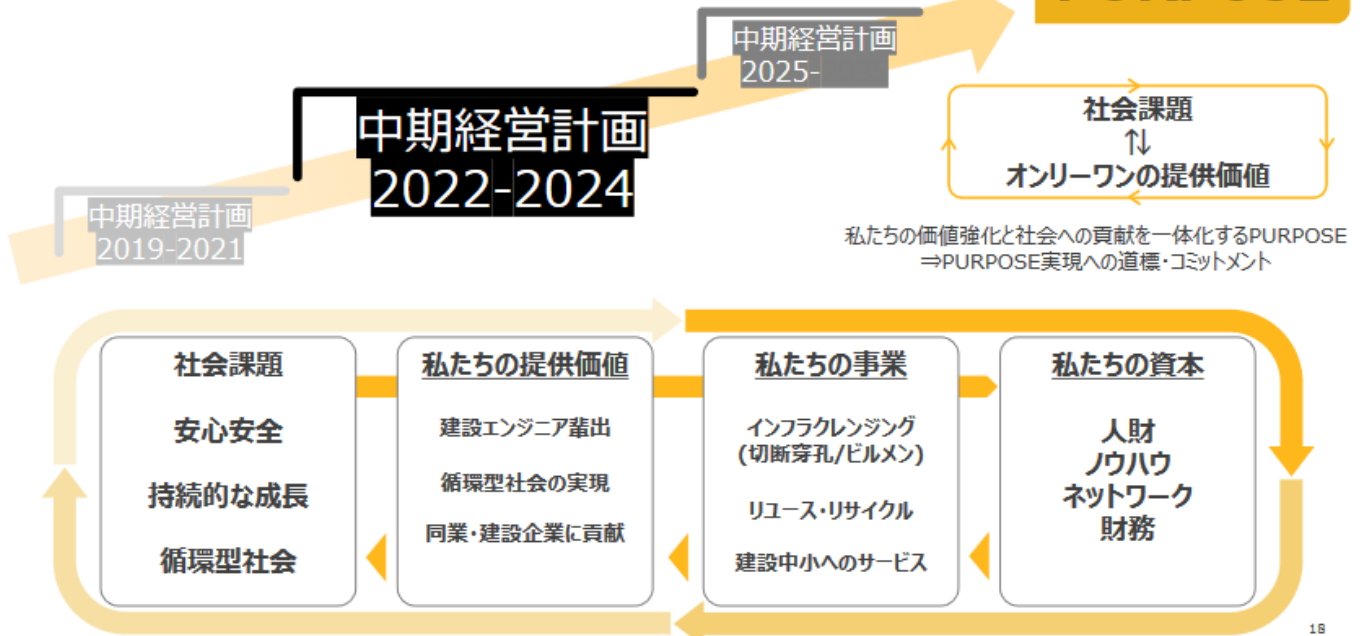 PURPOSE
中期経営計画
2025-
中期経営計画
2022-2024
中期経営計画
2019-2021
社会課題
⇅
オンリーワンの提供価値
私たちの価値強化と社会への貢献を一体化するPURPOSE
⇒PURPOSE実現への道標・コミットメント
社会課題
安心安全
持続的な成長
循環型社会
私たちの提供価値
建設エンジニア輩出
循環型社会の実現
同業・建設企業に貢献
私たちの事業
インフラクレンジング
(切断穿孔/ビルメン)
リユース・リサイクル
建設中小へのサービス
私たちの資本
人財
ノウハウ
ネットワーク
財務
18